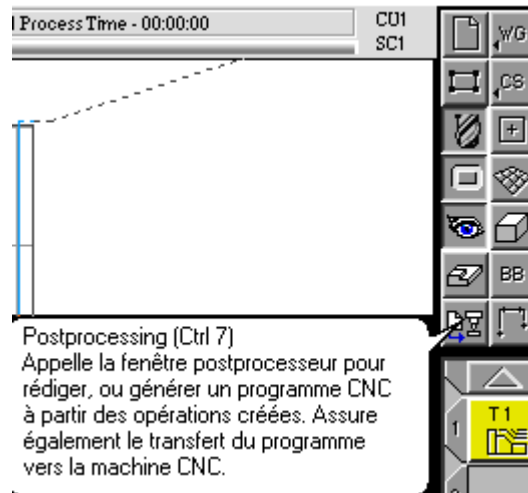 Process Time - 00:00:00
CU1
SC1
WG
CS
BB
Postprocessing (Ctrl 7)
Appelle la fenêtre postprocesseur pour
rédiger, ou générer un programme CNC
à partir des opérations créées. Assure
également le transfert du programme
vers la machine CNC.
1
T 1